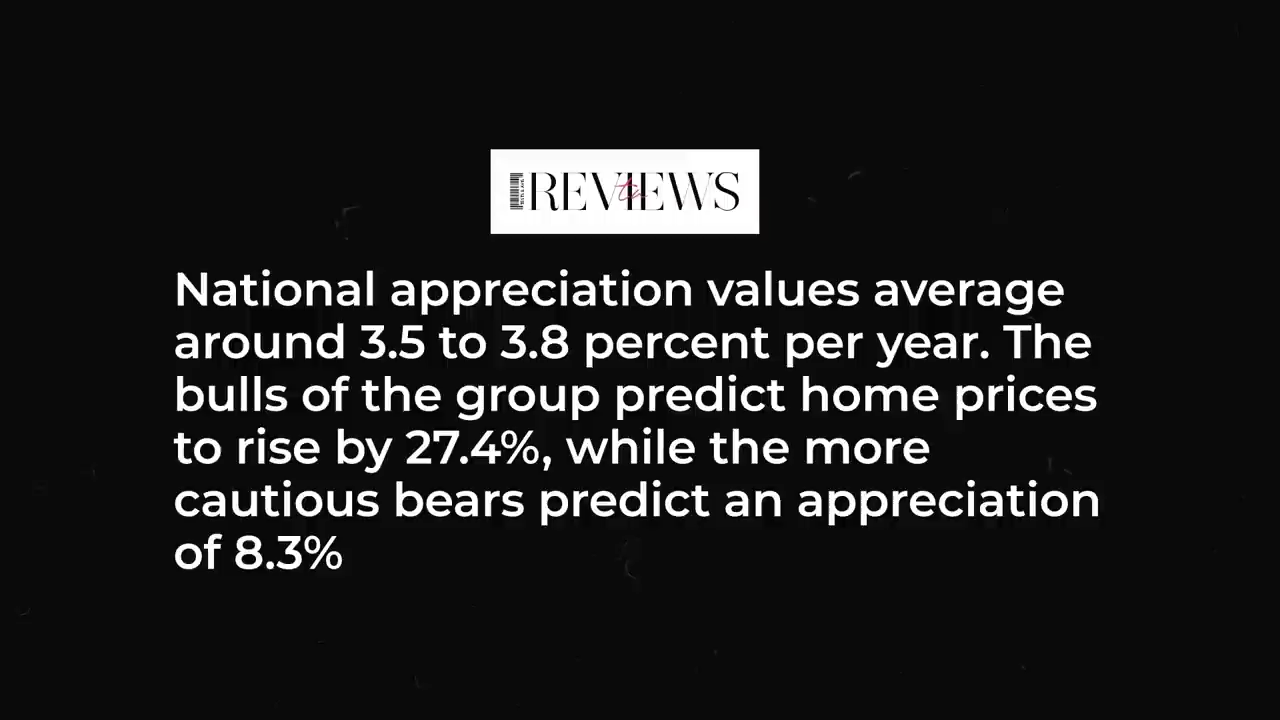 REVIEWS
tv
National appreciation values average
around 3.5 to 3.8 percent per year. The
bulls of the group predict home prices
to rise by 27.4%, while the more
cautious bears predict an appreciation
of 8.3%